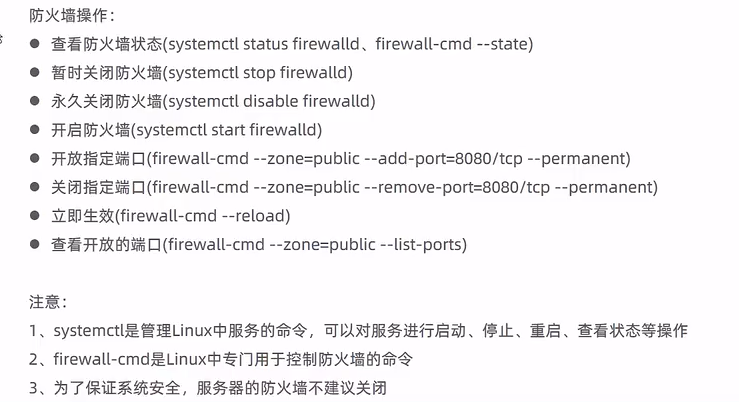 防火墙操作：
● 查看防火墙状态(systemctl status firewalld、firewall-cmd --state)
● 暂时关闭防火墙(systemctl stop firewalld)
● 永久关闭防火墙(systemctl disable firewalld)
● 开启防火墙(systemctl start firewalld)
● 开放指定端口(firewall-cmd --zone=public --add-port=8080/tcp --permanent)
● 关闭指定端口(firewall-cmd --zone=public --remove-port=8080/tcp --permanent)
● 立即生效(firewall-cmd --reload)
● 查看开放的端口(firewall-cmd --zone=public --list-ports)
注意：
1、systemctl是管理Linux中服务的命令，可以对服务进行启动、停止、重启、查看状态等操作
2、firewall-cmd是Linux中专门用于控制防火墙的命令
3、为了保证系统安全，服务器的防火墙不建议关闭